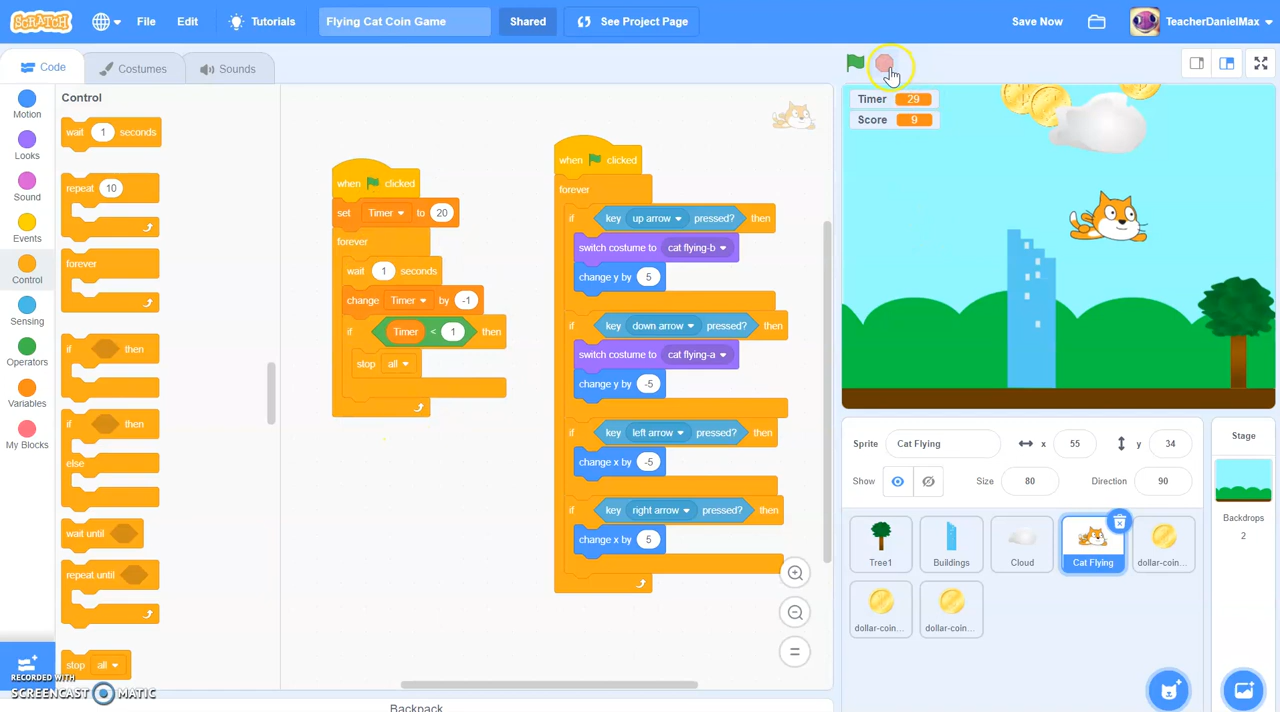 SCRATCH File Edit Tutorials Flying Cat Coin Game Shared See Project Page Save Now TeacherDanielMax
Code Costumes Sounds
Motion
Looks
Sound
Events
Control
Sensing
Operators
Variables
My Blocks
Control
wait 1 seconds
repeat 10
forever
if then
if then
else
wait until
repeat until
stop all
when clicked
set Timer to 20
forever
wait 1 seconds
change Timer by -1
if Timer < 1 then
stop all
when clicked
forever
if key up arrow pressed? then
switch costume to cat flying-b
change y by 5
if key down arrow pressed? then
switch costume to cat flying-a
change y by -5
if key left arrow pressed? then
change x by -5
if key right arrow pressed? then
change x by 5
Timer 29
Score 9
Sprite Cat Flying x 55 y 34
Show Size 80 Direction 90
Tree1 Buildings Cloud Cat Flying dollar-coin...
dollar-coin... dollar-coin...
Stage
Backdrops
2
Backpack
RECORDED WITH
SCREENCAST MATIC